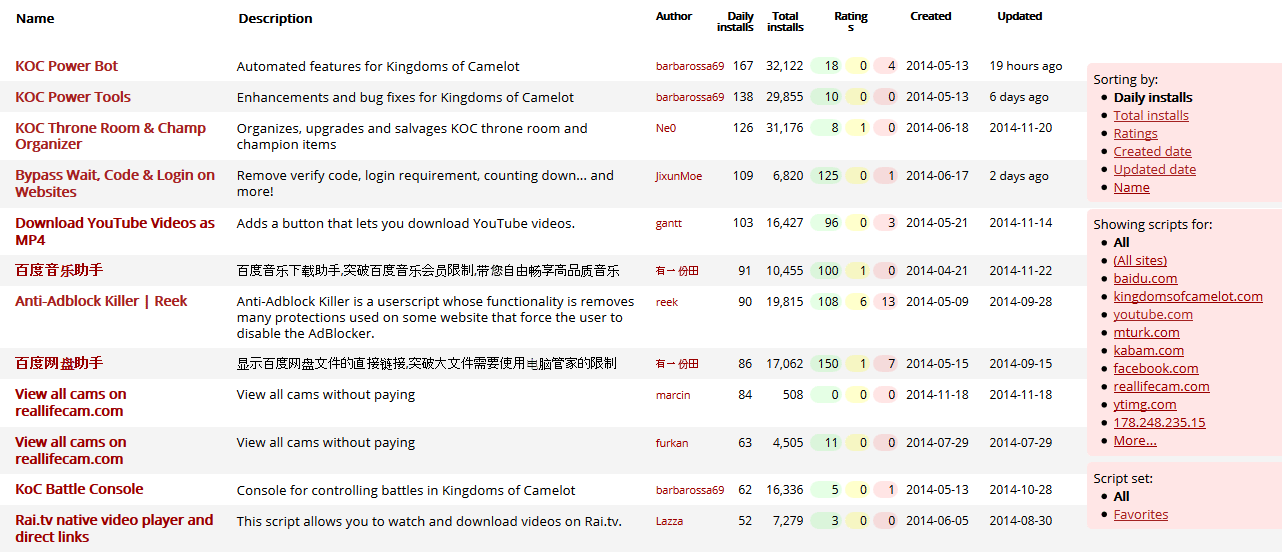 Name Description Author Daily installs Total installs Ratings Created Updated
KOC Power Bot Automated features for Kingdoms of Camelot barbarossa69 167 32,122 18 0 4 2014-05-13 19 hours ago
KOC Power Tools Enhancements and bug fixes for Kingdoms of Camelot barbarossa69 138 29,855 10 0 0 2014-05-13 6 days ago
KOC Throne Room & Champ Organizes, upgrades and salvages KOC throne room and Ne0 126 31,176 8 1 0 2014-06-18 2014-11-20
Organizer champion items
Bypass Wait, Code & Login on Remove verify code, login requirement, counting down... and JixunMoe 109 6,820 125 0 1 2014-06-17 2 days ago
Websites more!
Download YouTube Videos as Adds a button that lets you download YouTube videos. gantt 103 16,427 96 0 3 2014-05-21 2014-11-14
MP4
百度音乐助手 百度音乐下载助手,突破百度音乐会员限制,带您自由畅享高品质音乐 有一份田 91 10,455 100 1 0 2014-04-21 2014-11-22
Anti-Adblock Killer | Reek Anti-Adblock Killer is a userscript whose functionality is removes reek 90 19,815 108 6 13 2014-05-09 2014-09-28
many protections used on some website that force the user to
disable the AdBlocker.
百度网盘助手 显示百度网盘文件的直接链接,突破大文件需要使用电脑管家的限制 有一份田 86 17,062 150 1 7 2014-05-15 2014-09-15
View all cams on View all cams without paying marcin 84 508 0 0 0 2014-11-18 2014-11-18
reallifecam.com
View all cams on View all cams without paying furkan 63 4,505 11 0 0 2014-07-29 2014-07-29
reallifecam.com
KoC Battle Console Console for controlling battles in Kingdoms of Camelot barbarossa69 62 16,336 5 0 1 2014-05-13 2014-10-28
Rai.tv native video player and This script allows you to watch and download videos on Rai.tv. Lazza 52 7,279 3 0 0 2014-06-05 2014-08-30
direct links
Sorting by:
Daily installs
Total installs
Ratings
Created date
Updated date
Name
Showing scripts for:
All
(All sites)
baidu.com
kingdomsofcamelot.com
youtube.com
mturk.com
kabam.com
facebook.com
reallifecam.com
ytimg.com
178.248.235.15
More...
Script set:
All
Favorites